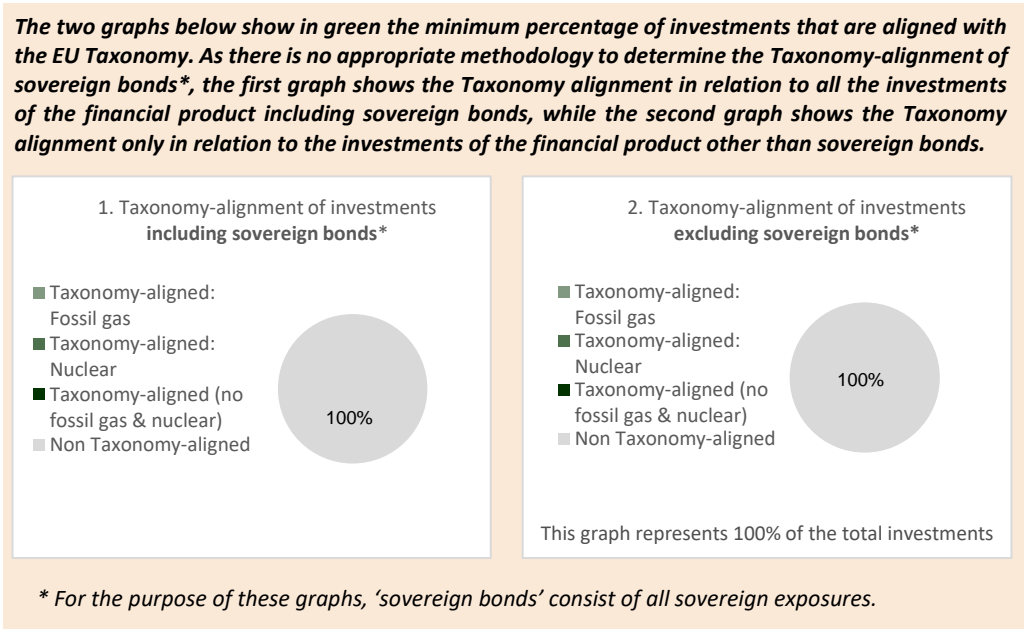 The two graphs below show in green the minimum percentage of investments that are aligned with
the EU Taxonomy. As there is no appropriate methodology to determine the Taxonomy-alignment of
sovereign bonds*, the first graph shows the Taxonomy alignment in relation to all the investments
of the financial product including sovereign bonds, while the second graph shows the Taxonomy
alignment only in relation to the investments of the financial product other than sovereign bonds.
1. Taxonomy-alignment of investments
including sovereign bonds*
Taxonomy-aligned:
Fossil gas
Taxonomy-aligned:
Nuclear
Taxonomy-aligned (no
fossil gas & nuclear)
Non Taxonomy-aligned
100%
2. Taxonomy-alignment of investments
excluding sovereign bonds*
Taxonomy-aligned:
Fossil gas
Taxonomy-aligned:
Nuclear
Taxonomy-aligned (no
fossil gas & nuclear)
Non Taxonomy-aligned
100%
This graph represents 100% of the total investments
* For the purpose of these graphs, ‘sovereign bonds’ consist of all sovereign exposures.